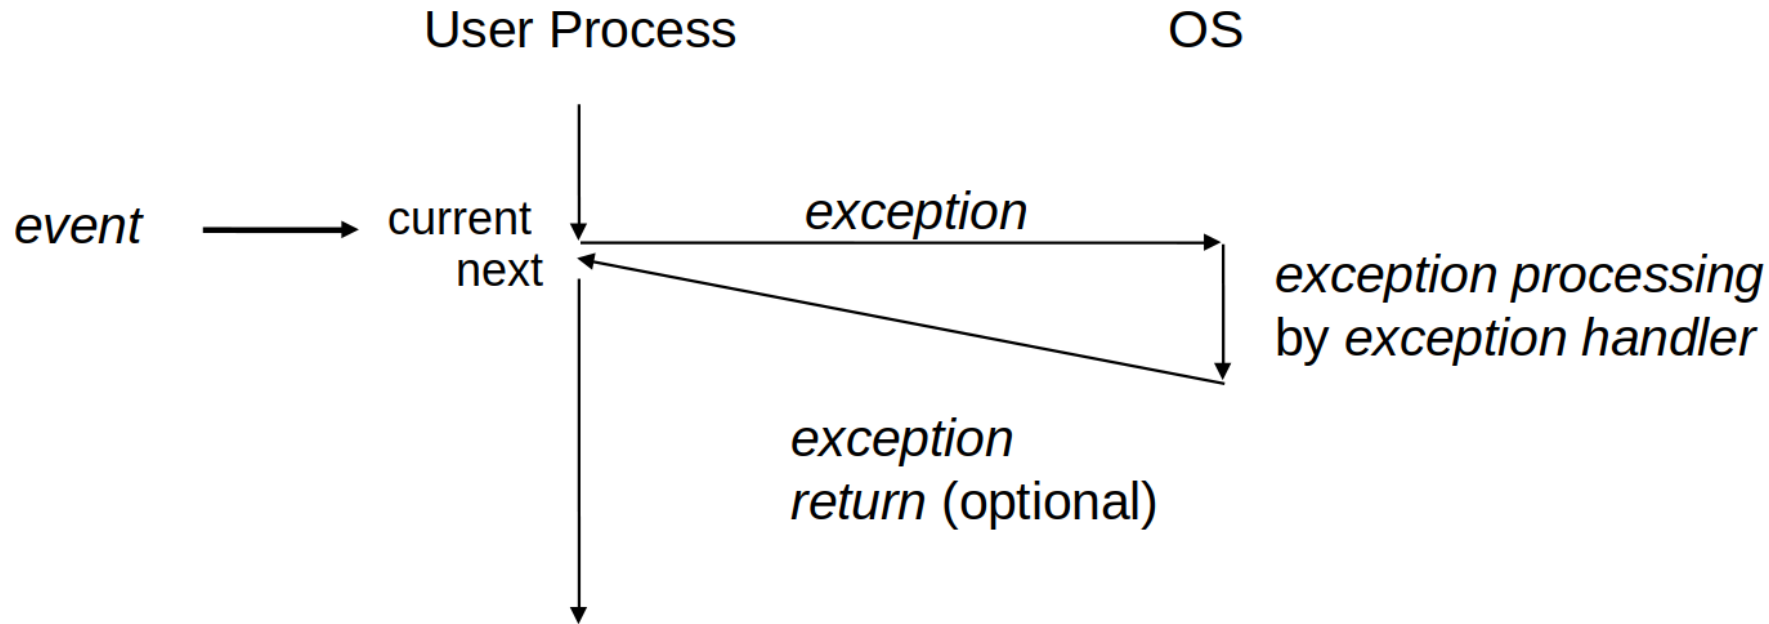 User Process
OS
event
current
next
exception
exception processing
by exception handler
exception
return (optional)